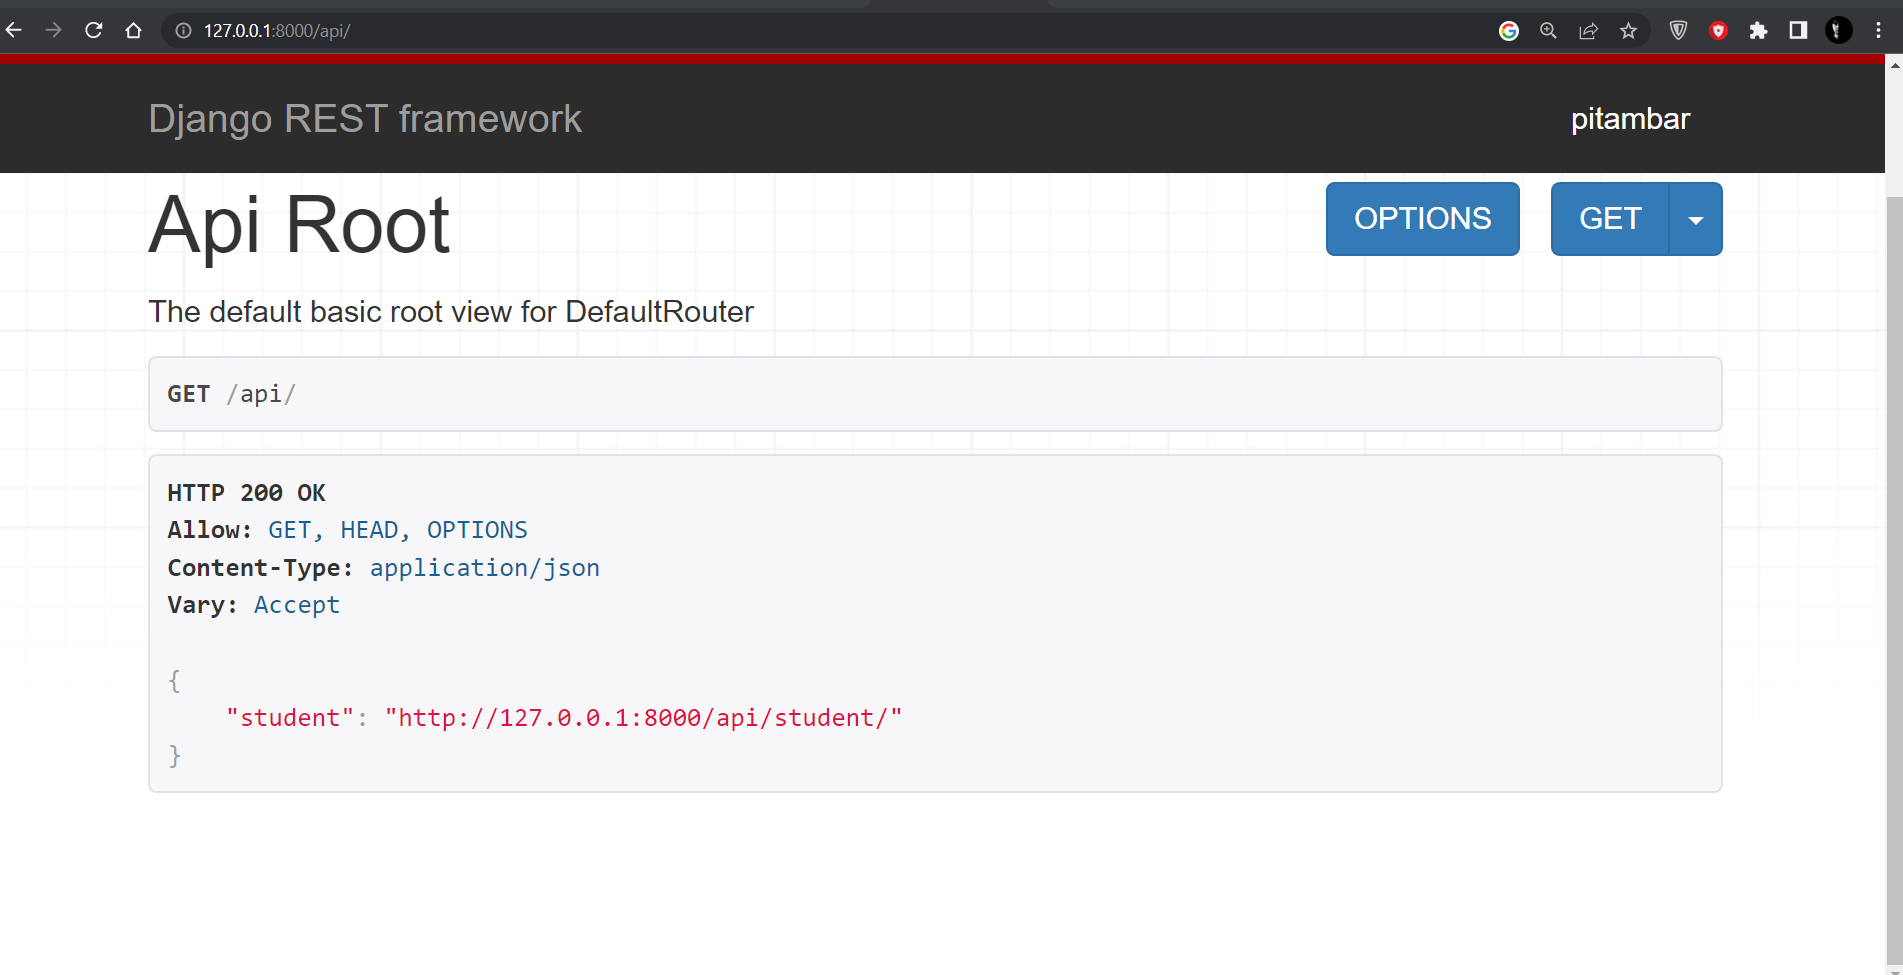 127.0.0.1:8000/api/
Django REST framework
pitambar
Api Root
OPTIONS
GET
The default basic root view for DefaultRouter
GET /api/
HTTP 200 OK
Allow: GET, HEAD, OPTIONS
Content-Type: application/json
Vary: Accept
{
    "student": "http://127.0.0.1:8000/api/student/"
}